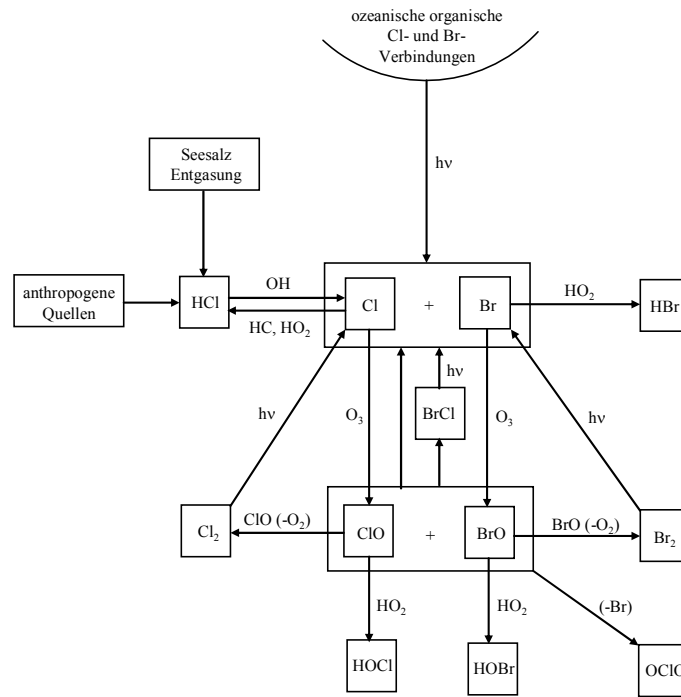 ozeanische organische
Cl- und Br-
Verbindungen
hν
Seesalz
Entgasung
anthropogene
Quellen
HCl
OH
HC, HO₂
Cl
+
Br
HO₂
HBr
hν
O₃
hν
BrCl
O₃
hν
Cl₂
ClO (-O₂)
ClO
+
BrO
BrO (-O₂)
Br₂
HO₂
HO₂
(-Br)
HOCl
HOBr
OClO